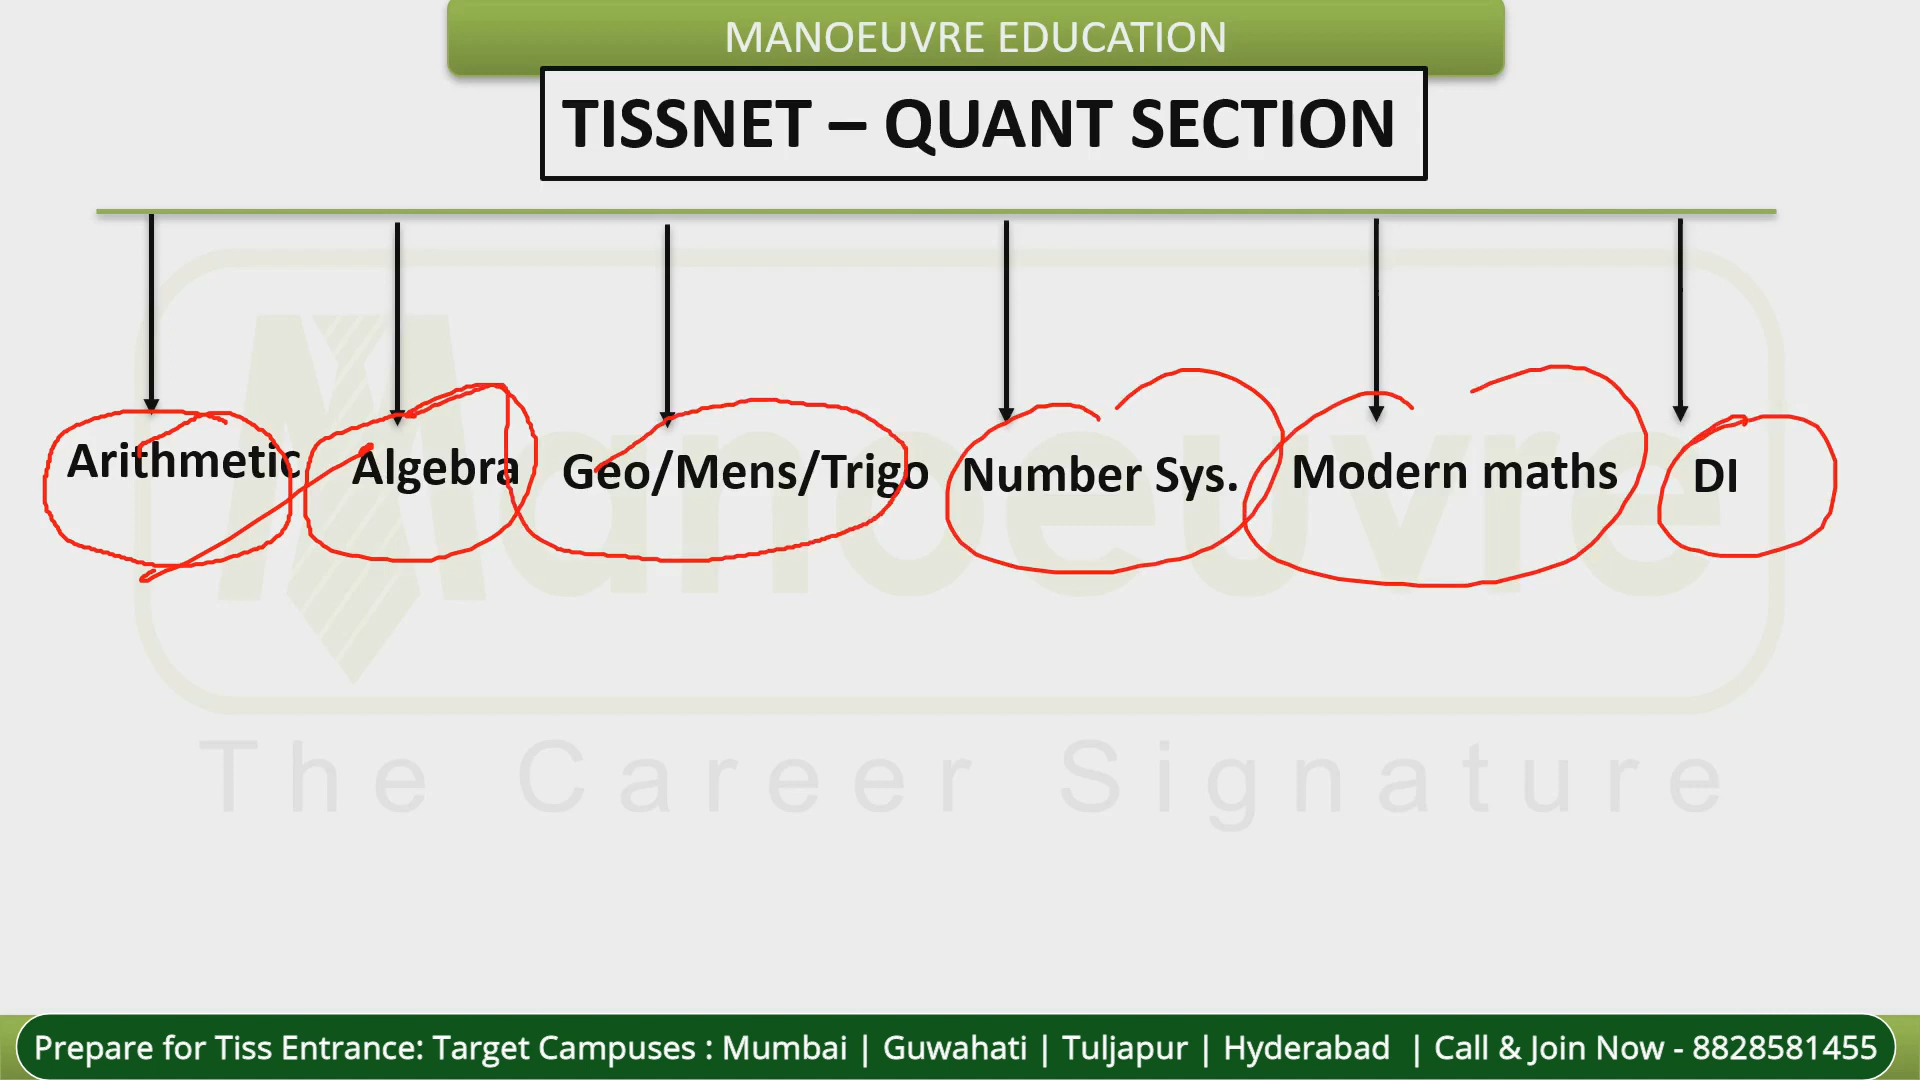 MANOEUVRE EDUCATION
TISSNET – QUANT SECTION
Arithmetic
Algebra
Geo/Mens/Trigo
Number Sys.
Modern maths
DI
Manoeuvre
The Career Signature
Prepare for Tiss Entrance: Target Campuses : Mumbai | Guwahati | Tuljapur | Hyderabad | Call & Join Now - 8828581455